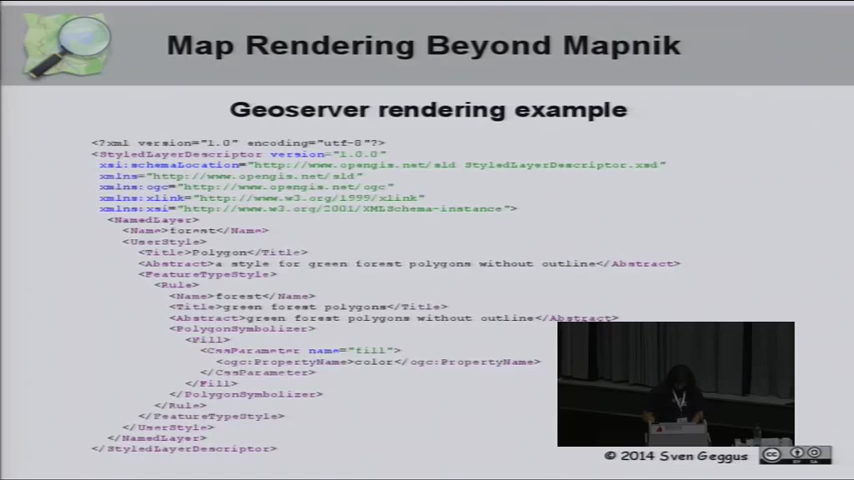 Map Rendering Beyond Mapnik
Geoserver rendering example
<?xml version="1.0" encoding="utf-8"?>
<StyledLayerDescriptor version="1.0.0"
xsi:schemaLocation="http://www.opengis.net/sld StyledLayerDescriptor.xsd"
xmlns="http://www.opengis.net/sld"
xmlns:ogc="http://www.opengis.net/ogc"
xmlns:xlink="http://www.w3.org/1999/xlink"
xmlns:xsi="http://www.w3.org/2001/XMLSchema-instance">
<NamedLayer>
<Name>forest</Name>
<UserStyle>
<Title>Polygon</Title>
<Abstract>a style for green forest polygons without outline</Abstract>
<FeatureTypeStyle>
<Rule>
<Name>forest</Name>
<Title>green forest polygons</Title>
<Abstract>green forest polygons without outline</Abstract>
<PolygonSymbolizer>
<Fill>
<CssParameter name="fill">
<ogc:PropertyName>color</ogc:PropertyName>
</CssParameter>
</Fill>
</PolygonSymbolizer>
</Rule>
</FeatureTypeStyle>
</UserStyle>
</NamedLayer>
</StyledLayerDescriptor>
© 2014 Sven Geggus
cc BY SA